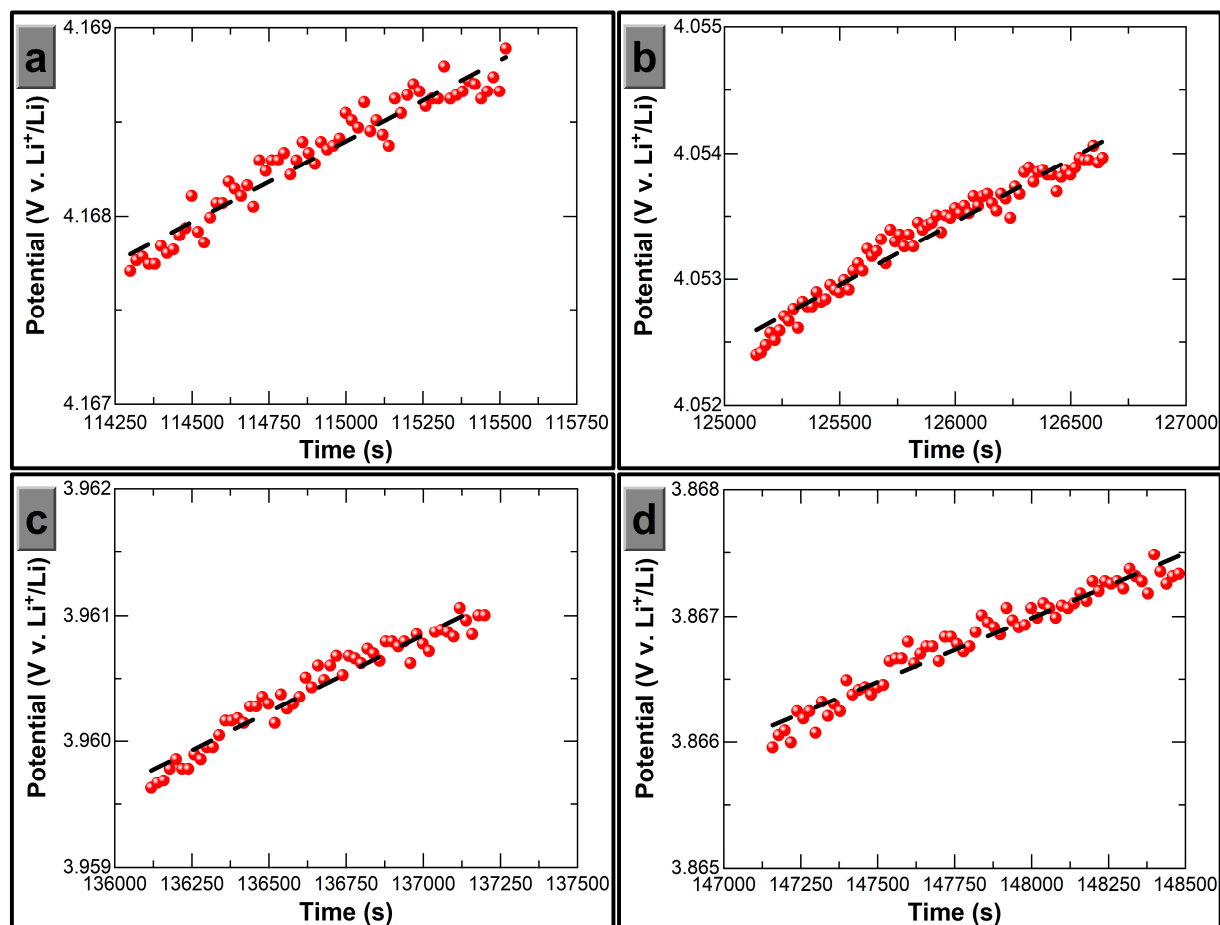 a
4.169
4.168
4.167
Potential (V v. Li⁺/Li)
114250 114500 114750 115000 115250 115500 115750
Time (s)
b
4.055
4.054
4.053
4.052
Potential (V v. Li⁺/Li)
125000 125500 126000 126500 127000
Time (s)
c
3.962
3.961
3.960
3.959
Potential (V v. Li⁺/Li)
136000 136250 136500 136750 137000 137250 137500
Time (s)
d
3.868
3.867
3.866
3.865
Potential (V v. Li⁺/Li)
147000 147250 147500 147750 148000 148250 148500
Time (s)